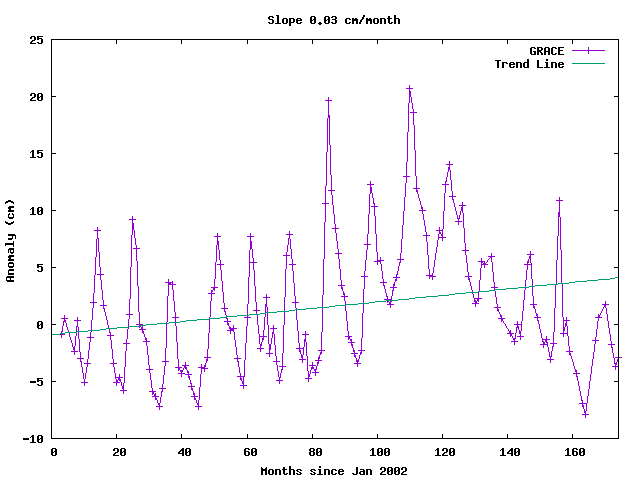 Slope 0.03 cm/month
GRACE
Trend Line
25
20
15
10
5
0
-5
-10
Anomaly (cm)
0 20 40 60 80 100 120 140 160
Months since Jan 2002